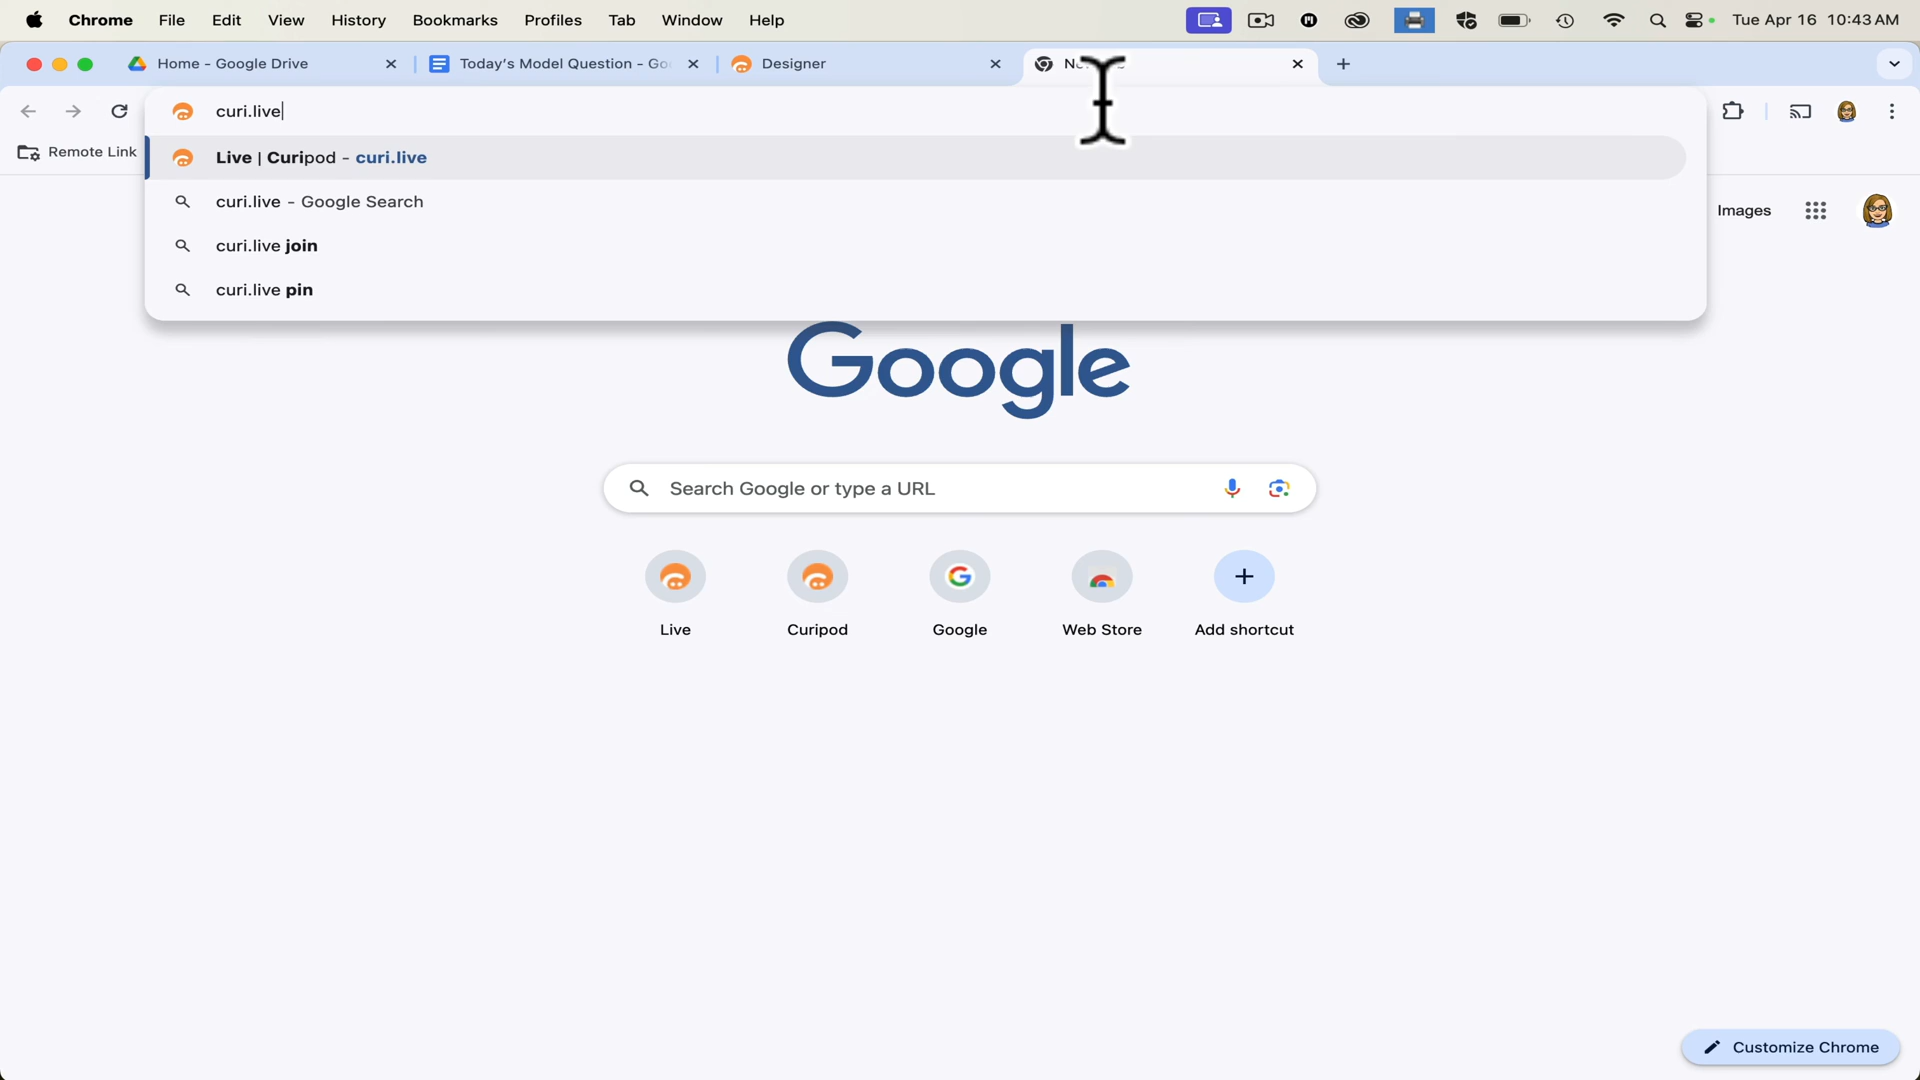 Chrome File Edit View History Bookmarks Profiles Tab Window Help Tue Apr 16 10:43 AM
Home - Google Drive Today's Model Question - Go Designer
curi.live
Remote Link
Live | Curipod - curi.live
curi.live - Google Search
curi.live join
curi.live pin
Images
Google
Search Google or type a URL
Live Curipod Google Web Store Add shortcut
Customize Chrome